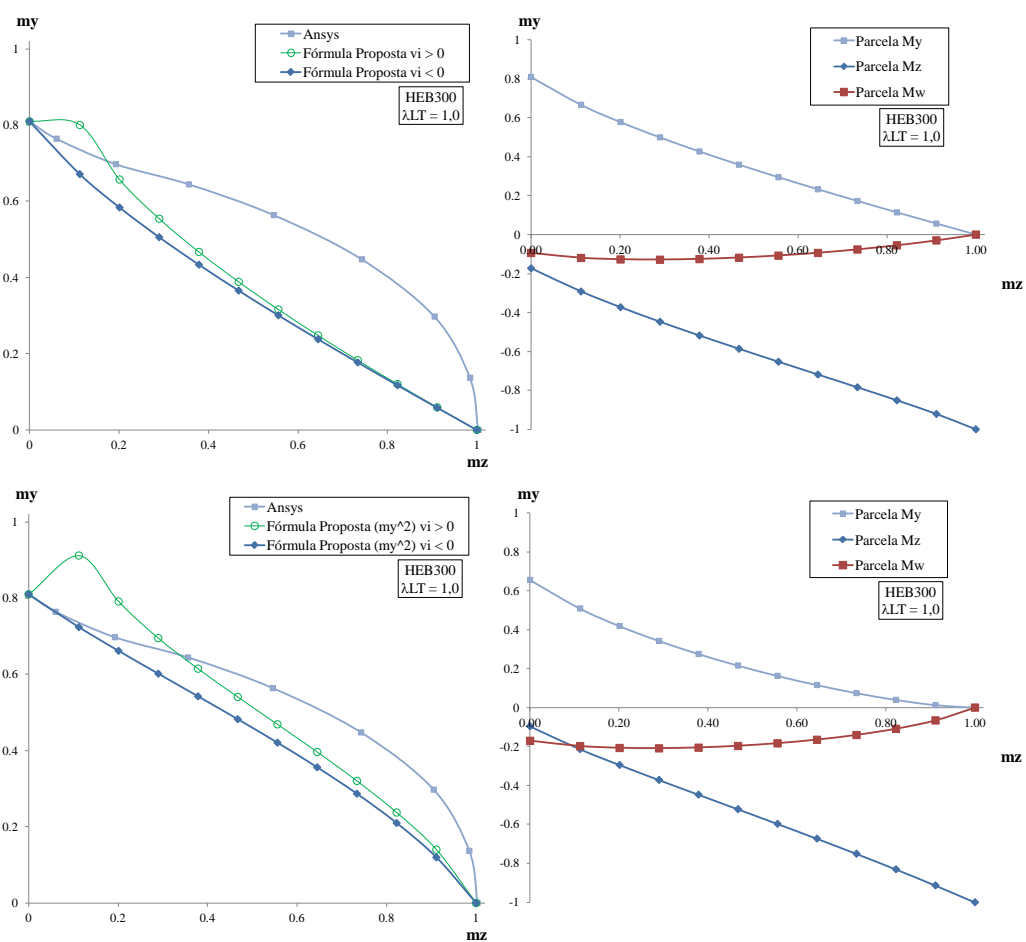 my
Ansys
Fórmula Proposta vi > 0
Fórmula Proposta vi < 0
HEB300
λLT = 1,0
1
0.8
0.6
0.4
0.2
0
0 0.2 0.4 0.6 0.8 1
mz
my
Parcela My
Parcela Mz
Parcela Mw
HEB300
λLT = 1,0
1
0.8
0.6
0.4
0.2
0
-0.2
-0.4
-0.6
-0.8
-1
0.00 0.20 0.40 0.60 0.80 1.00
mz
my
Ansys
Fórmula Proposta (my^2) vi > 0
Fórmula Proposta (my^2) vi < 0
HEB300
λLT = 1,0
1
0.8
0.6
0.4
0.2
0
0 0.2 0.4 0.6 0.8 1
mz
my
Parcela My
Parcela Mz
Parcela Mw
HEB300
λLT = 1,0
1
0.8
0.6
0.4
0.2
0
-0.2
-0.4
-0.6
-0.8
-1
0.00 0.20 0.40 0.60 0.80 1.00
mz